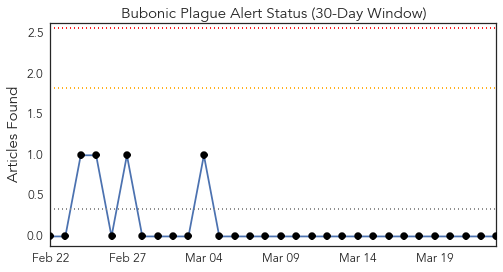 Bubonic Plague Alert Status (30-Day Window)
Articles Found
2.5
2.0
1.5
1.0
0.5
0.0
Feb 22 Feb 27 Mar 04 Mar 09 Mar 14 Mar 19